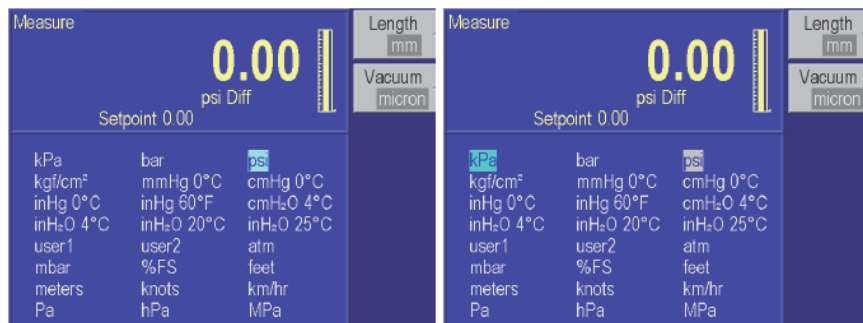 Measure
0.00
psi Diff
Setpoint 0.00
Length
mm
Vacuum
micron
kPa bar psi
kgf/cm² mmHg 0°C cmHg 0°C
inHg 0°C inHg 60°F cmH₂O 4°C
inH₂O 4°C inH₂O 20°C inH₂O 25°C
user1 user2 atm
mbar %FS feet
meters knots km/hr
Pa hPa MPa
Measure
0.00
psi Diff
Setpoint 0.00
Length
mm
Vacuum
micron
kPa bar psi
kgf/cm² mmHg 0°C cmHg 0°C
inHg 0°C inHg 60°F cmH₂O 4°C
inH₂O 4°C inH₂O 20°C inH₂O 25°C
user1 user2 atm
mbar %FS feet
meters knots km/hr
Pa hPa MPa